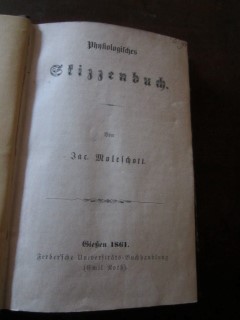 Physiologisches
Skizzenbuch.
Von
Jac. Moleschott.
Gießen, 1861.
Ferber'sche Universitäts-Buchhandlung
(Emil Roth)